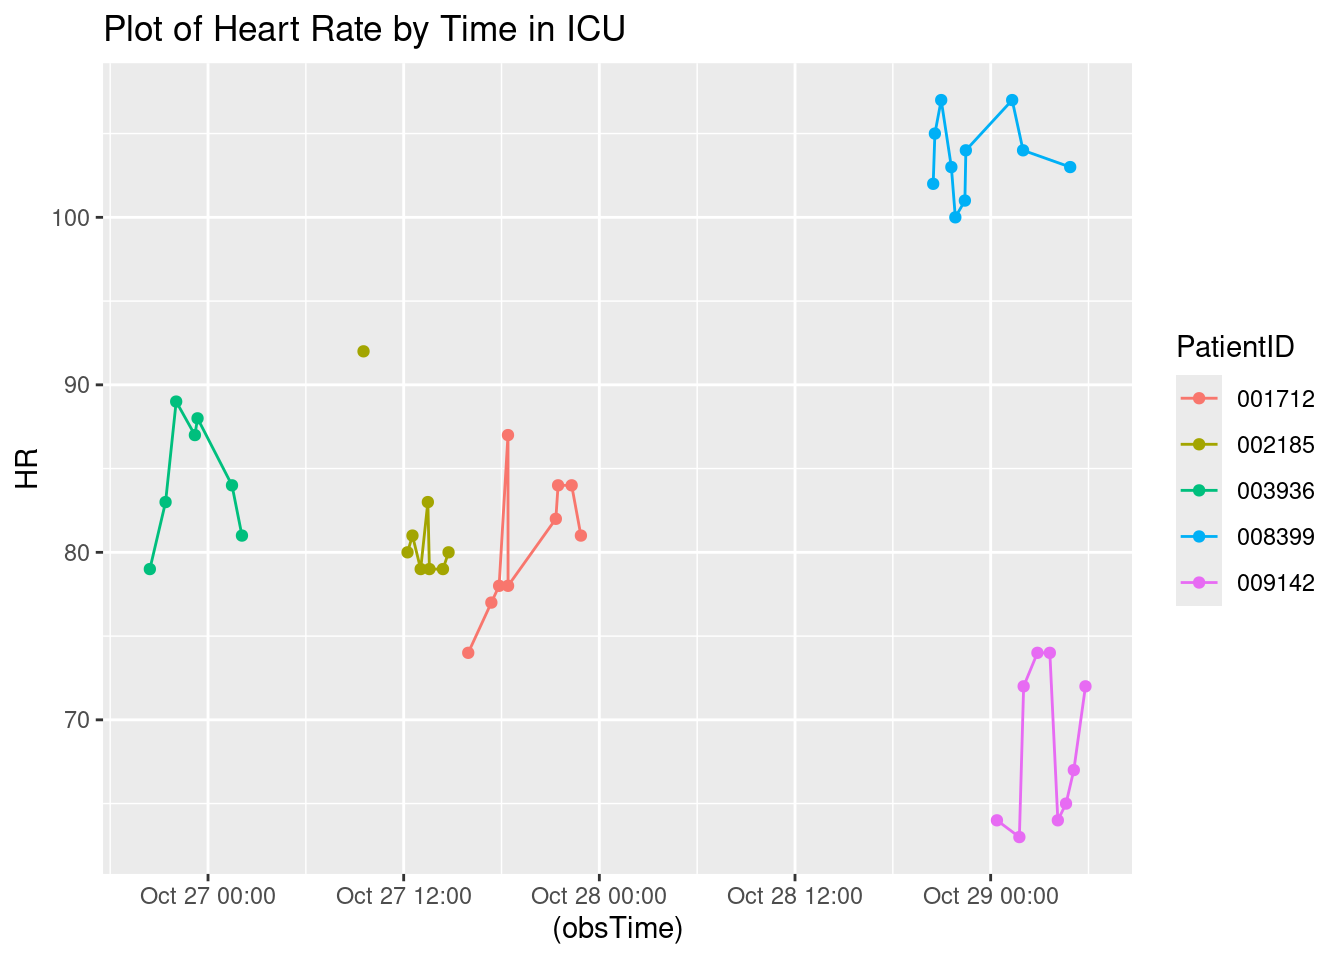 Plot of Heart Rate by Time in ICU
HR
100
90
80
70
Oct 27 00:00 Oct 27 12:00 Oct 28 00:00 Oct 28 12:00 Oct 29 00:00
(obsTime)
PatientID
001712
002185
003936
008399
009142